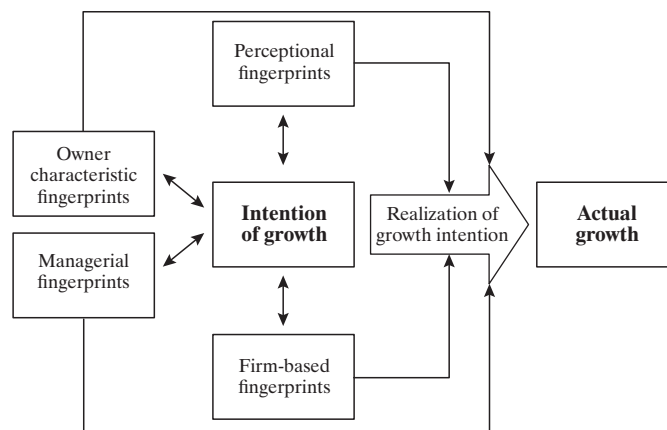 Perceptional
fingerprints
Owner
characteristic
fingerprints
Managerial
fingerprints
Intention
of growth
Realization of
growth intention
Actual
growth
Firm-based
fingerprints